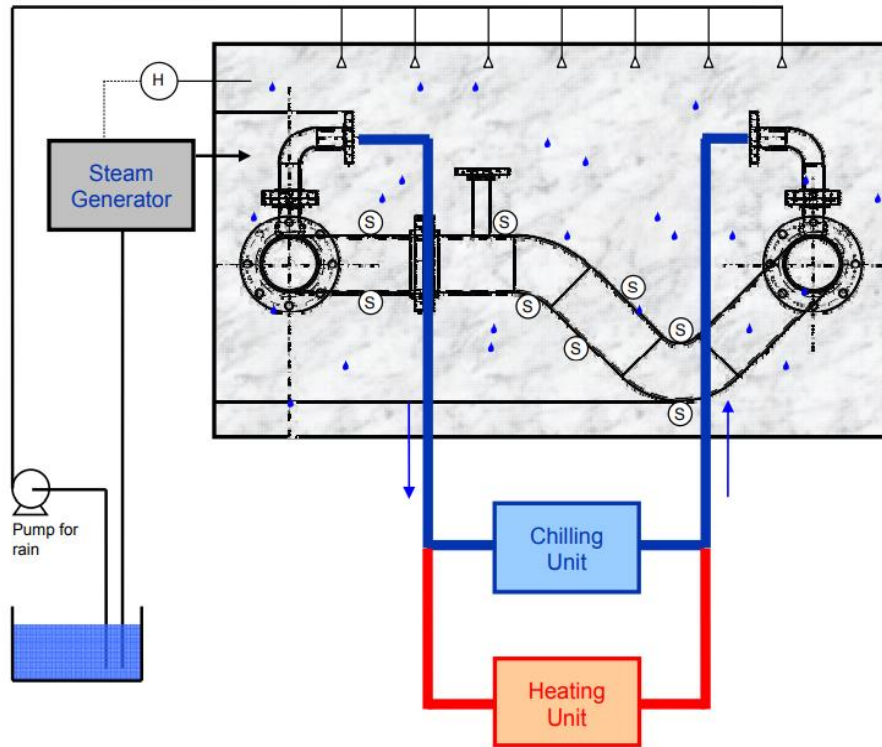 H
Steam
Generator
S
S
S
S
S
S
S
S
Pump for
rain
Chilling
Unit
Heating
Unit